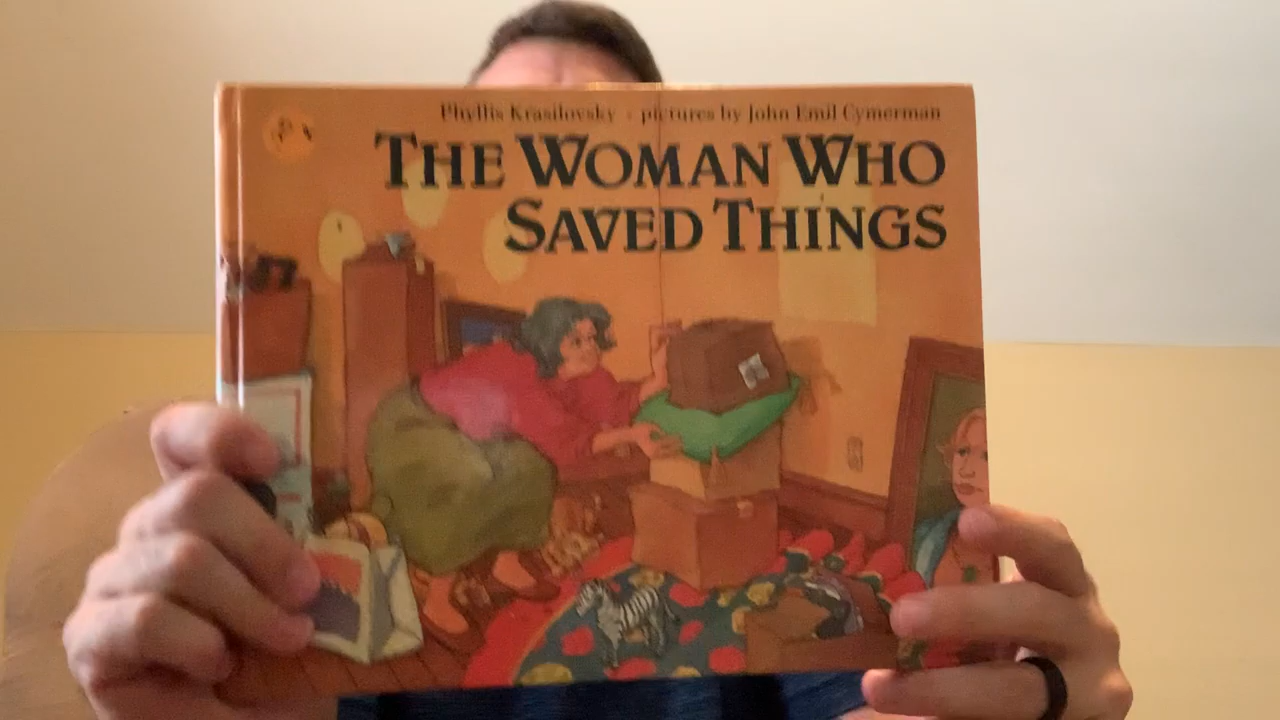 Phyllis Krasilovsky · pictures by John Emil Cymerman
THE WOMAN WHO
SAVED THINGS